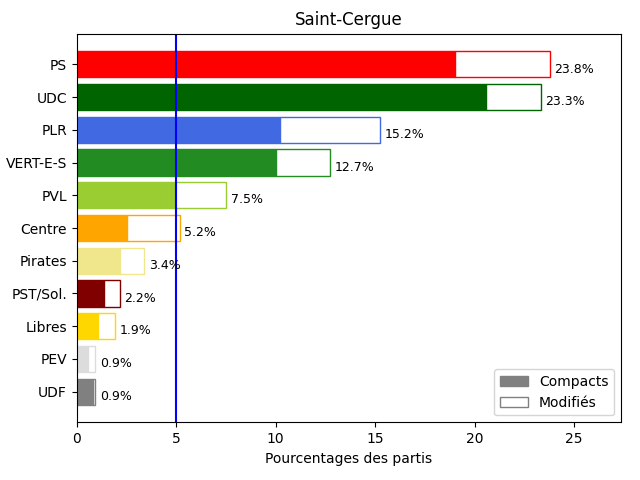 Saint-Cergue
PS 23.8%
UDC 23.3%
PLR 15.2%
VERT-E-S 12.7%
PVL 7.5%
Centre 5.2%
Pirates 3.4%
PST/Sol. 2.2%
Libres 1.9%
PEV 0.9%
UDF 0.9%
Compacts
Modifiés
0 5 10 15 20 25
Pourcentages des partis